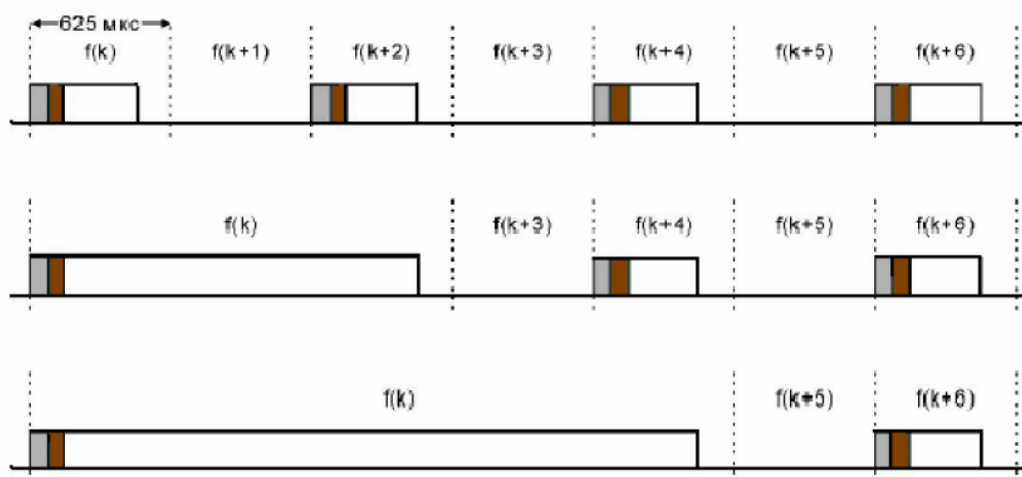 625 мкс
f(k) f(k+1) f(k+2) f(k+3) f(k+4) f(k+5) f(k+6)
f(k) f(k+3) f(k+4) f(k+5) f(k+6)
f(k) f(k+5) f(k+6)